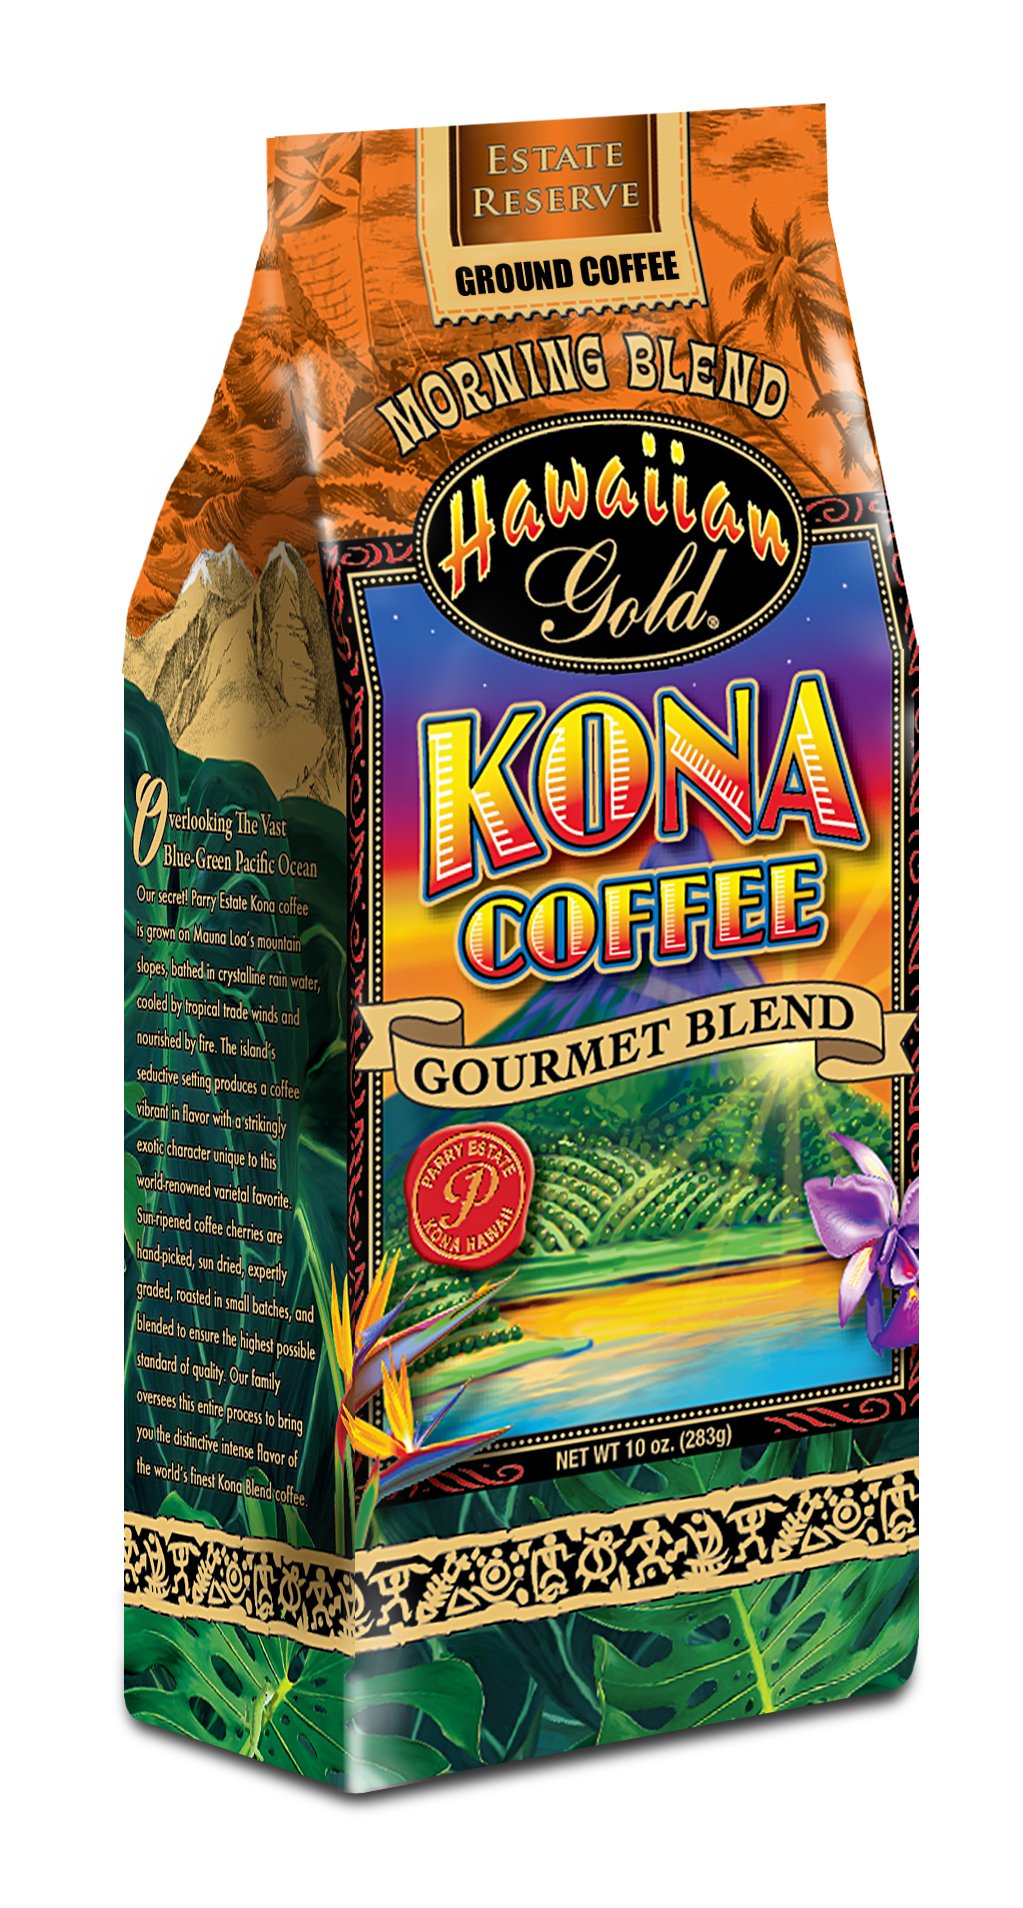 ESTATE
RESERVE
GROUND COFFEE
MORNING BLEND
Hawaiian
Gold®
KONA
COFFEE
GOURMET BLEND
PARRY ESTATE
P
KONA HAWAII
NET WT 10 oz. (283g)
Overlooking The Vast
Blue-Green Pacific Ocean
Our secret! Parry Estate Kona coffee
is grown on Mauna Loa's mountain
slopes, bathed in crystalline rain water,
cooled by tropical trade winds and
nourished by fire. The island's
seductive setting produces a coffee
vibrant in flavor with a strikingly
exotic character unique to this
world-renowned varietal favorite.
Sun-ripened coffee cherries are
hand-picked, sun dried, expertly
graded, roasted in small batches, and
blended to ensure the highest possible
standard of quality. Our family
oversees this entire process to bring
you the distinctive intense flavor of
the world's finest Kona Blend coffee.